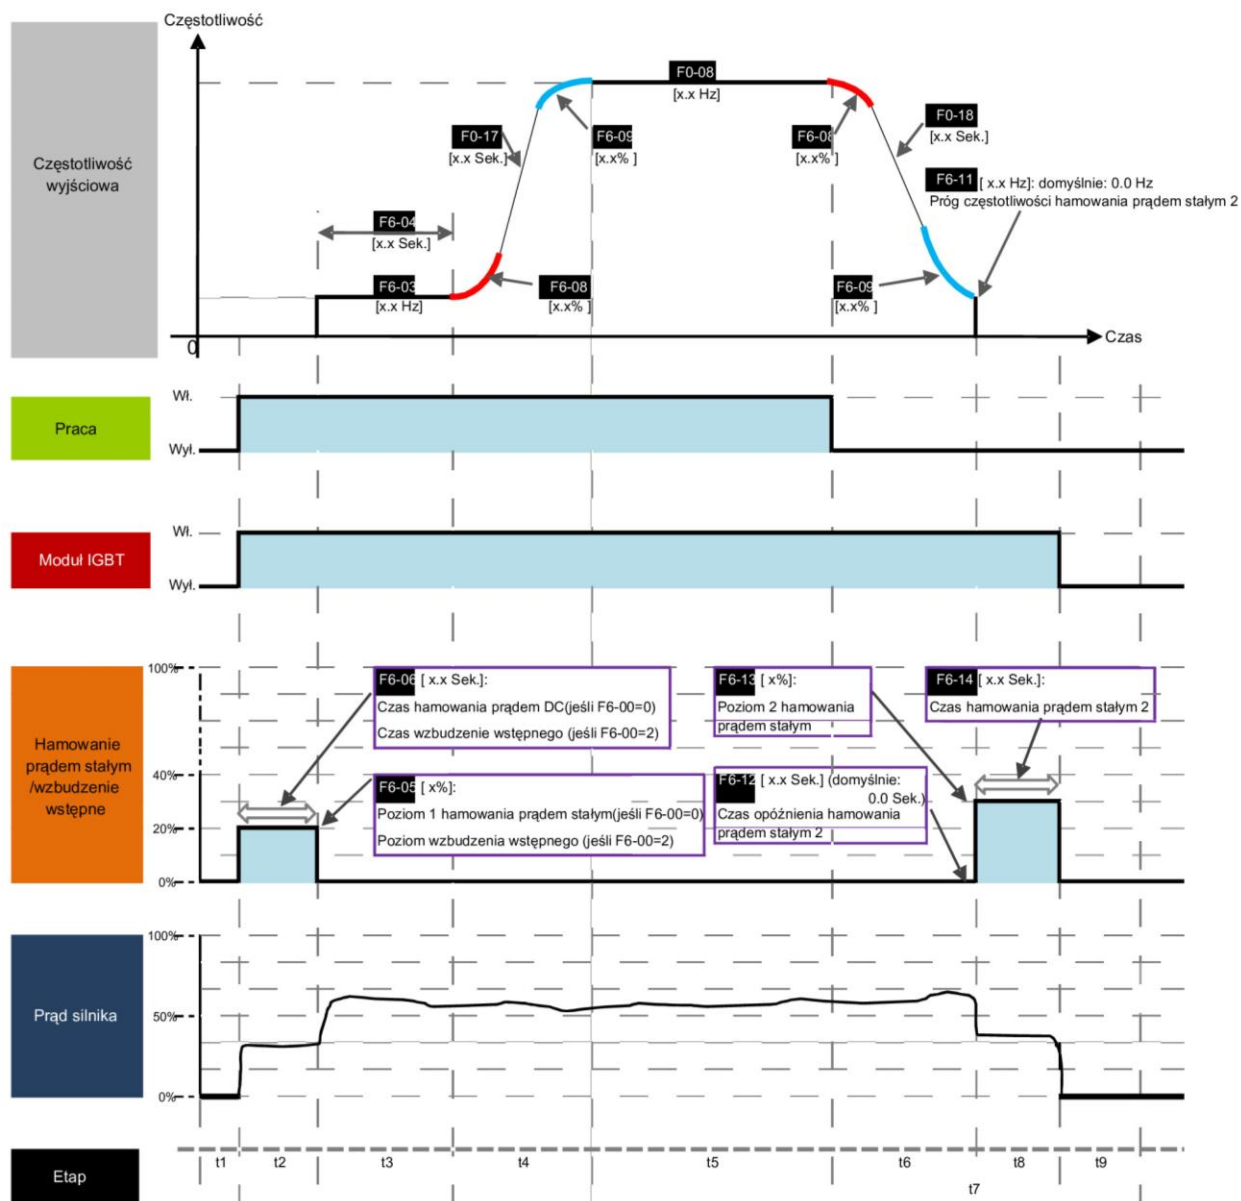 Częstotliwość
Częstotliwość
wyjściowa
F0-08
[x.x Hz]
F0-17
[x.x Sek.]
F6-09
[x.x% ]
F6-08
[x.x% ]
F0-18
[x.x Sek.]
F6-11 [ x.x Hz]: domyślnie: 0.0 Hz
Próg częstotliwości hamowania prądem stałym 2
F6-04
[x.x Sek.]
F6-03
[x.x Hz]
F6-08
[x.x% ]
F6-09
[x.x% ]
0
Czas
Praca
Wł.
Wył.
Moduł IGBT
Wł.
Wył.
Hamowanie
prądem stałym
/wzbudzenie
wstępne
100%
40%
20%
0%
F6-06 [ x.x Sek.]:
Czas hamowania prądem DC(jeśli F6-00=0)
Czas wzbudzenie wstępnego (jeśli F6-00=2)
F6-05 [ x%]:
Poziom 1 hamowania prądem stałym(jeśli F6-00=0)
Poziom wzbudzenia wstępnego (jeśli F6-00=2)
F6-13 [ x%]:
Poziom 2 hamowania
prądem stałym
F6-12 [ x.x Sek.] (domyślnie:
0.0 Sek.)
Czas opóźnienia hamowania
prądem stałym 2
F6-14 [ x.x Sek.]:
Czas hamowania prądem stałym 2
Prąd silnika
100%
50%
0%
Etap
t1
t2
t3
t4
t5
t6
t7
t8
t9